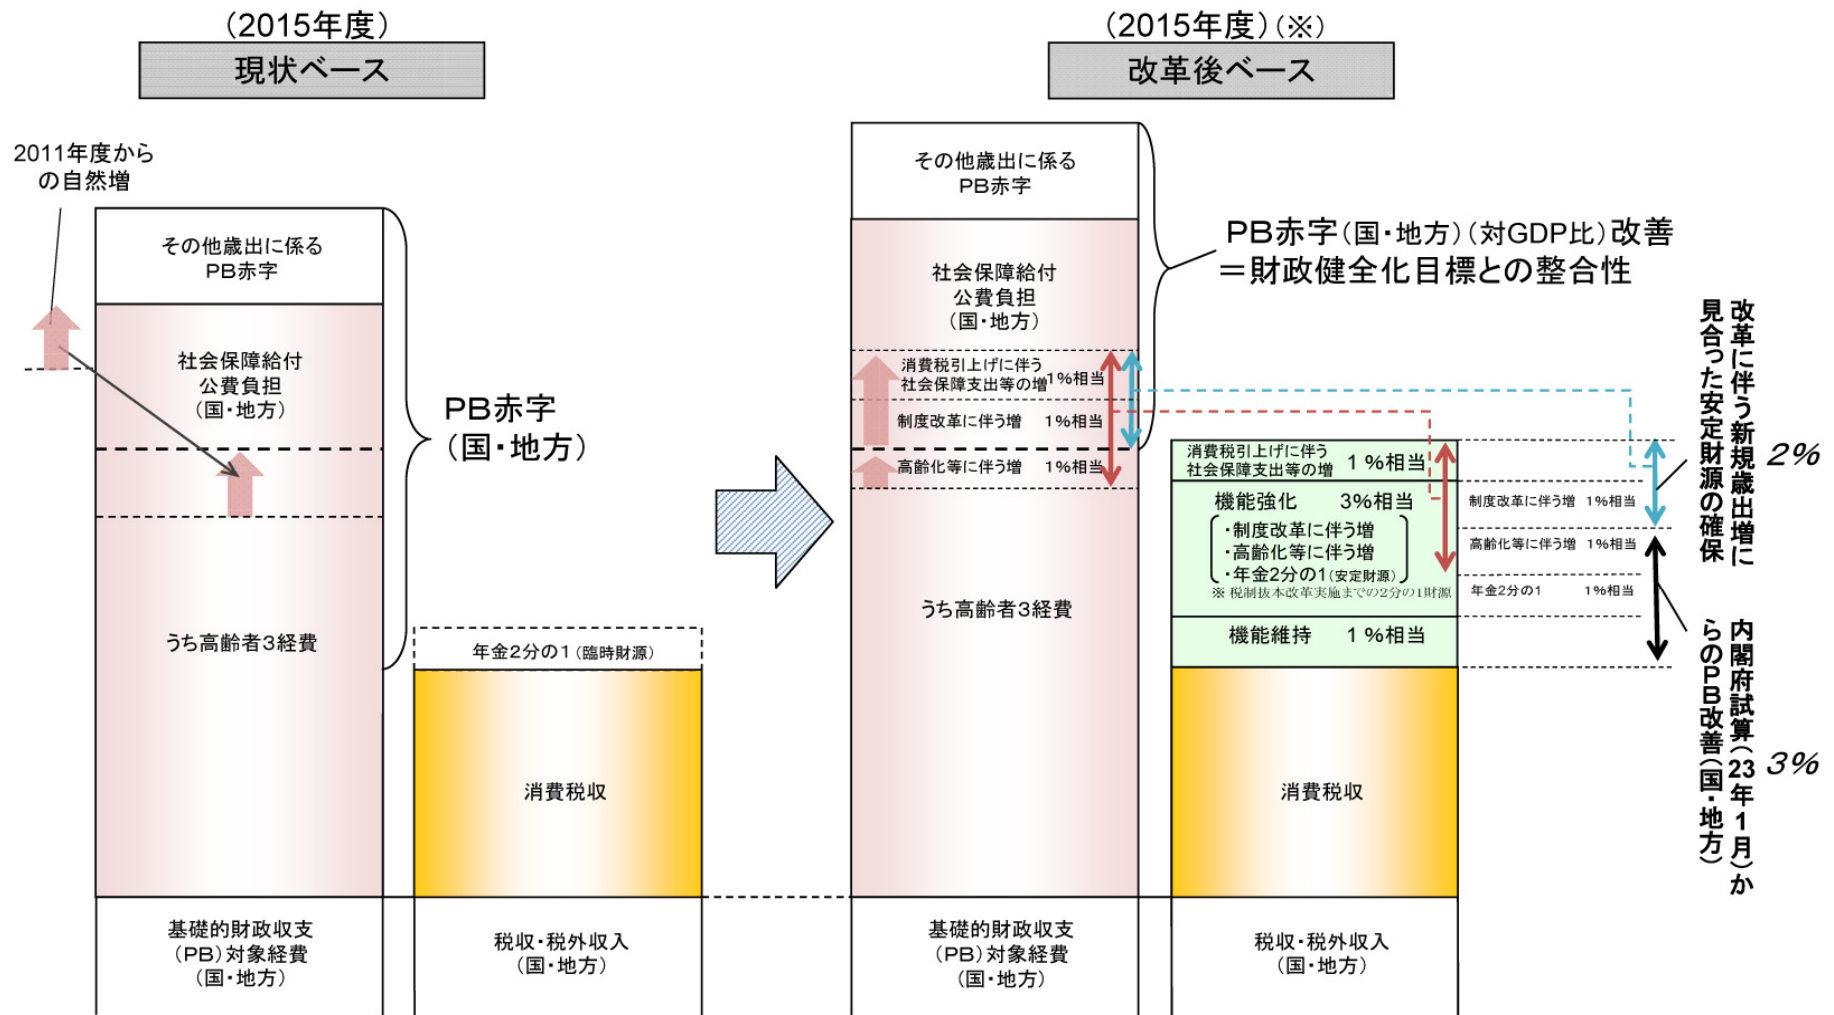 (2015年度)
現状ベース
2011年度から
の自然増
その他歳出に係る
PB赤字
社会保障給付
公費負担
(国・地方)
うち高齢者3経費
PB赤字
(国・地方)
年金2分の1(臨時財源)
消費税収
基礎的財政収支
(PB)対象経費
(国・地方)
税収・税外収入
(国・地方)
(2015年度)(※)
改革後ベース
その他歳出に係る
PB赤字
社会保障給付
公費負担
(国・地方)
消費税引上げに伴う
社会保障支出等の増 1%相当
制度改革に伴う増 1%相当
高齢化等に伴う増 1%相当
うち高齢者3経費
PB赤字(国・地方)(対GDP比)改善
=財政健全化目標との整合性
消費税引上げに伴う
社会保障支出等の増 1%相当
機能強化 3%相当
・制度改革に伴う増
・高齢化等に伴う増
・年金2分の1(安定財源)
※ 税制抜本改革実施までの2分の1財源
機能維持 1%相当
消費税収
制度改革に伴う増 1%相当
高齢化等に伴う増 1%相当
年金2分の1 1%相当
改革に伴う新規歳出増に
見合った安定財源の確保
2%
内閣府試算(23年1月)か
らのPB改善(国・地方)
3%
基礎的財政収支
(PB)対象経費
(国・地方)
税収・税外収入
(国・地方)